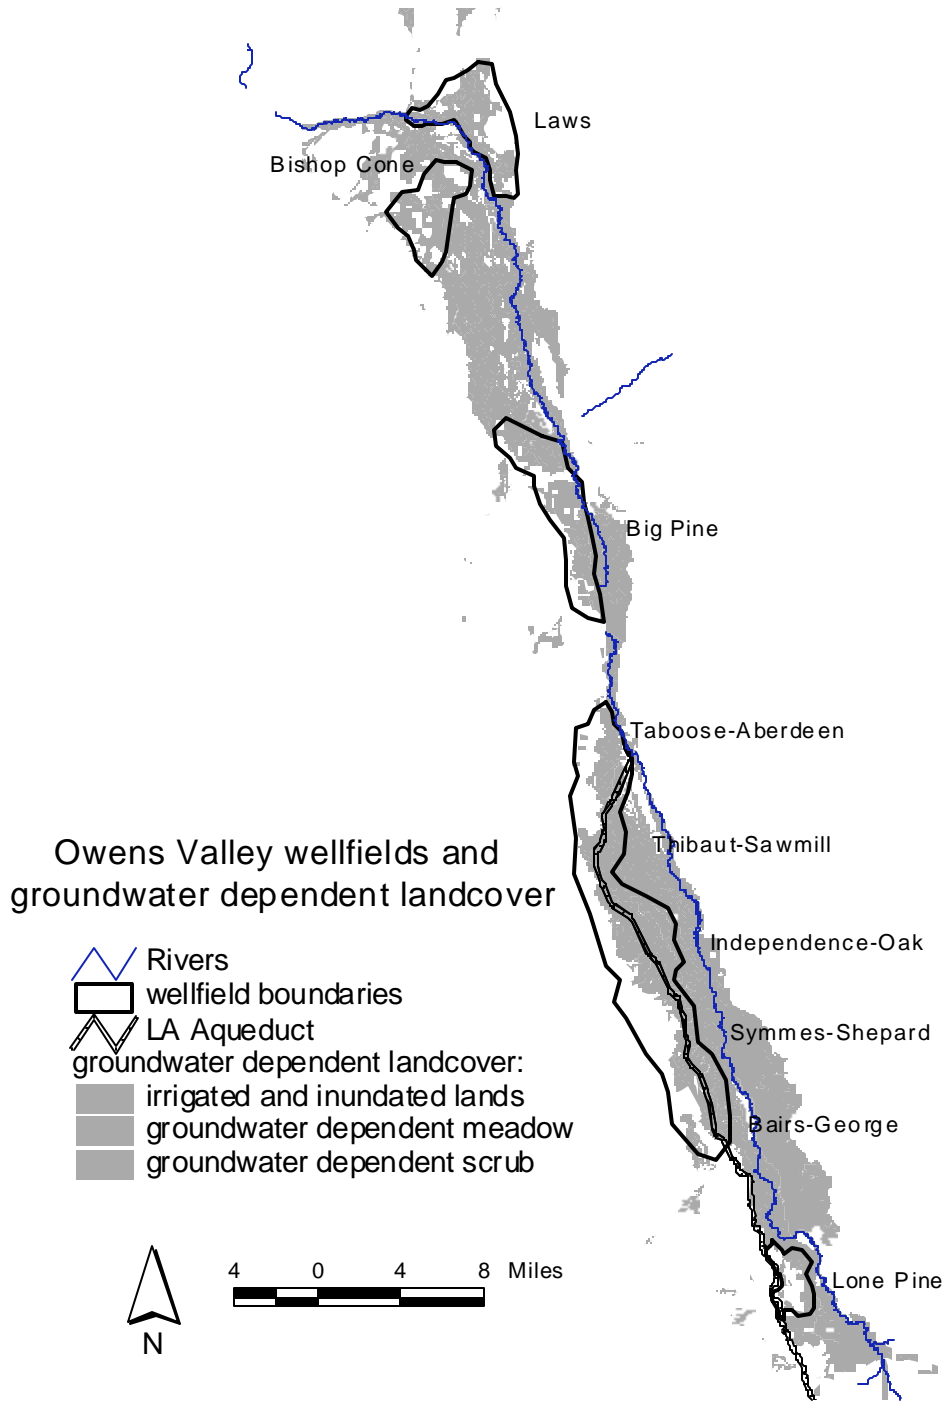 Laws
Bishop Cone
Big Pine
Taboose-Aberdeen
Thibaut-Sawmill
Owens Valley wellfields and
groundwater dependent landcover
Independence-Oak
Rivers
wellfield boundaries
LA Aqueduct
Symmes-Shepard
groundwater dependent landcover:
irrigated and inundated lands
groundwater dependent meadow
Bairs-George
groundwater dependent scrub
4 0 4 8 Miles
Lone Pine
N